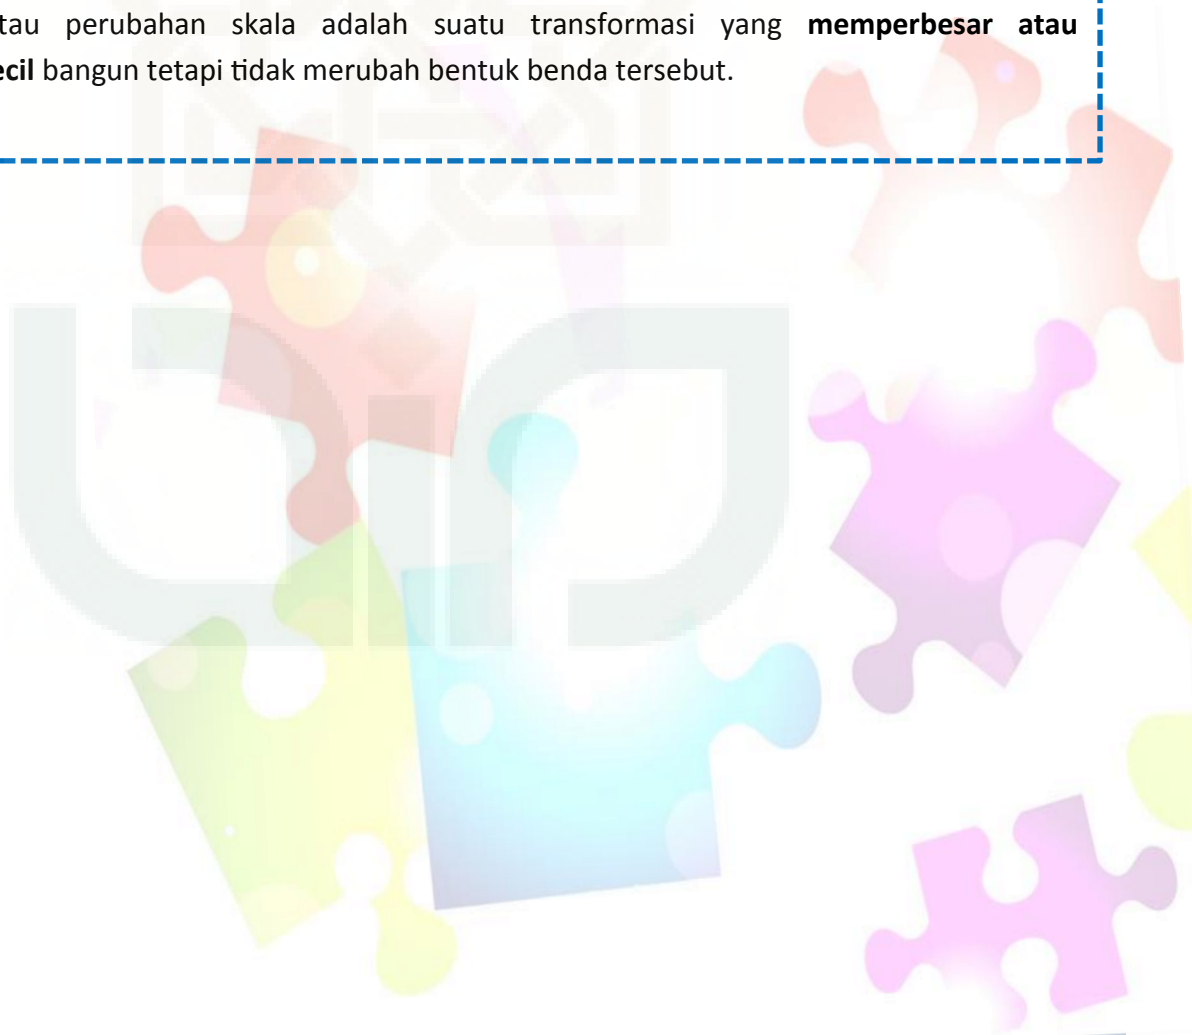 tau perubahan skala adalah suatu transformasi yang memperbesar atau
ecil bangun tetapi tidak merubah bentuk benda tersebut.